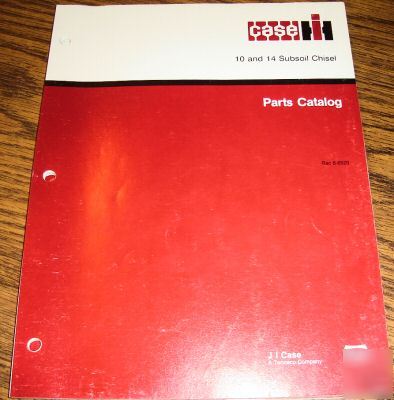 case IH
10 and 14 Subsoil Chisel
Parts Catalog
J I Case
A Tenneco Company